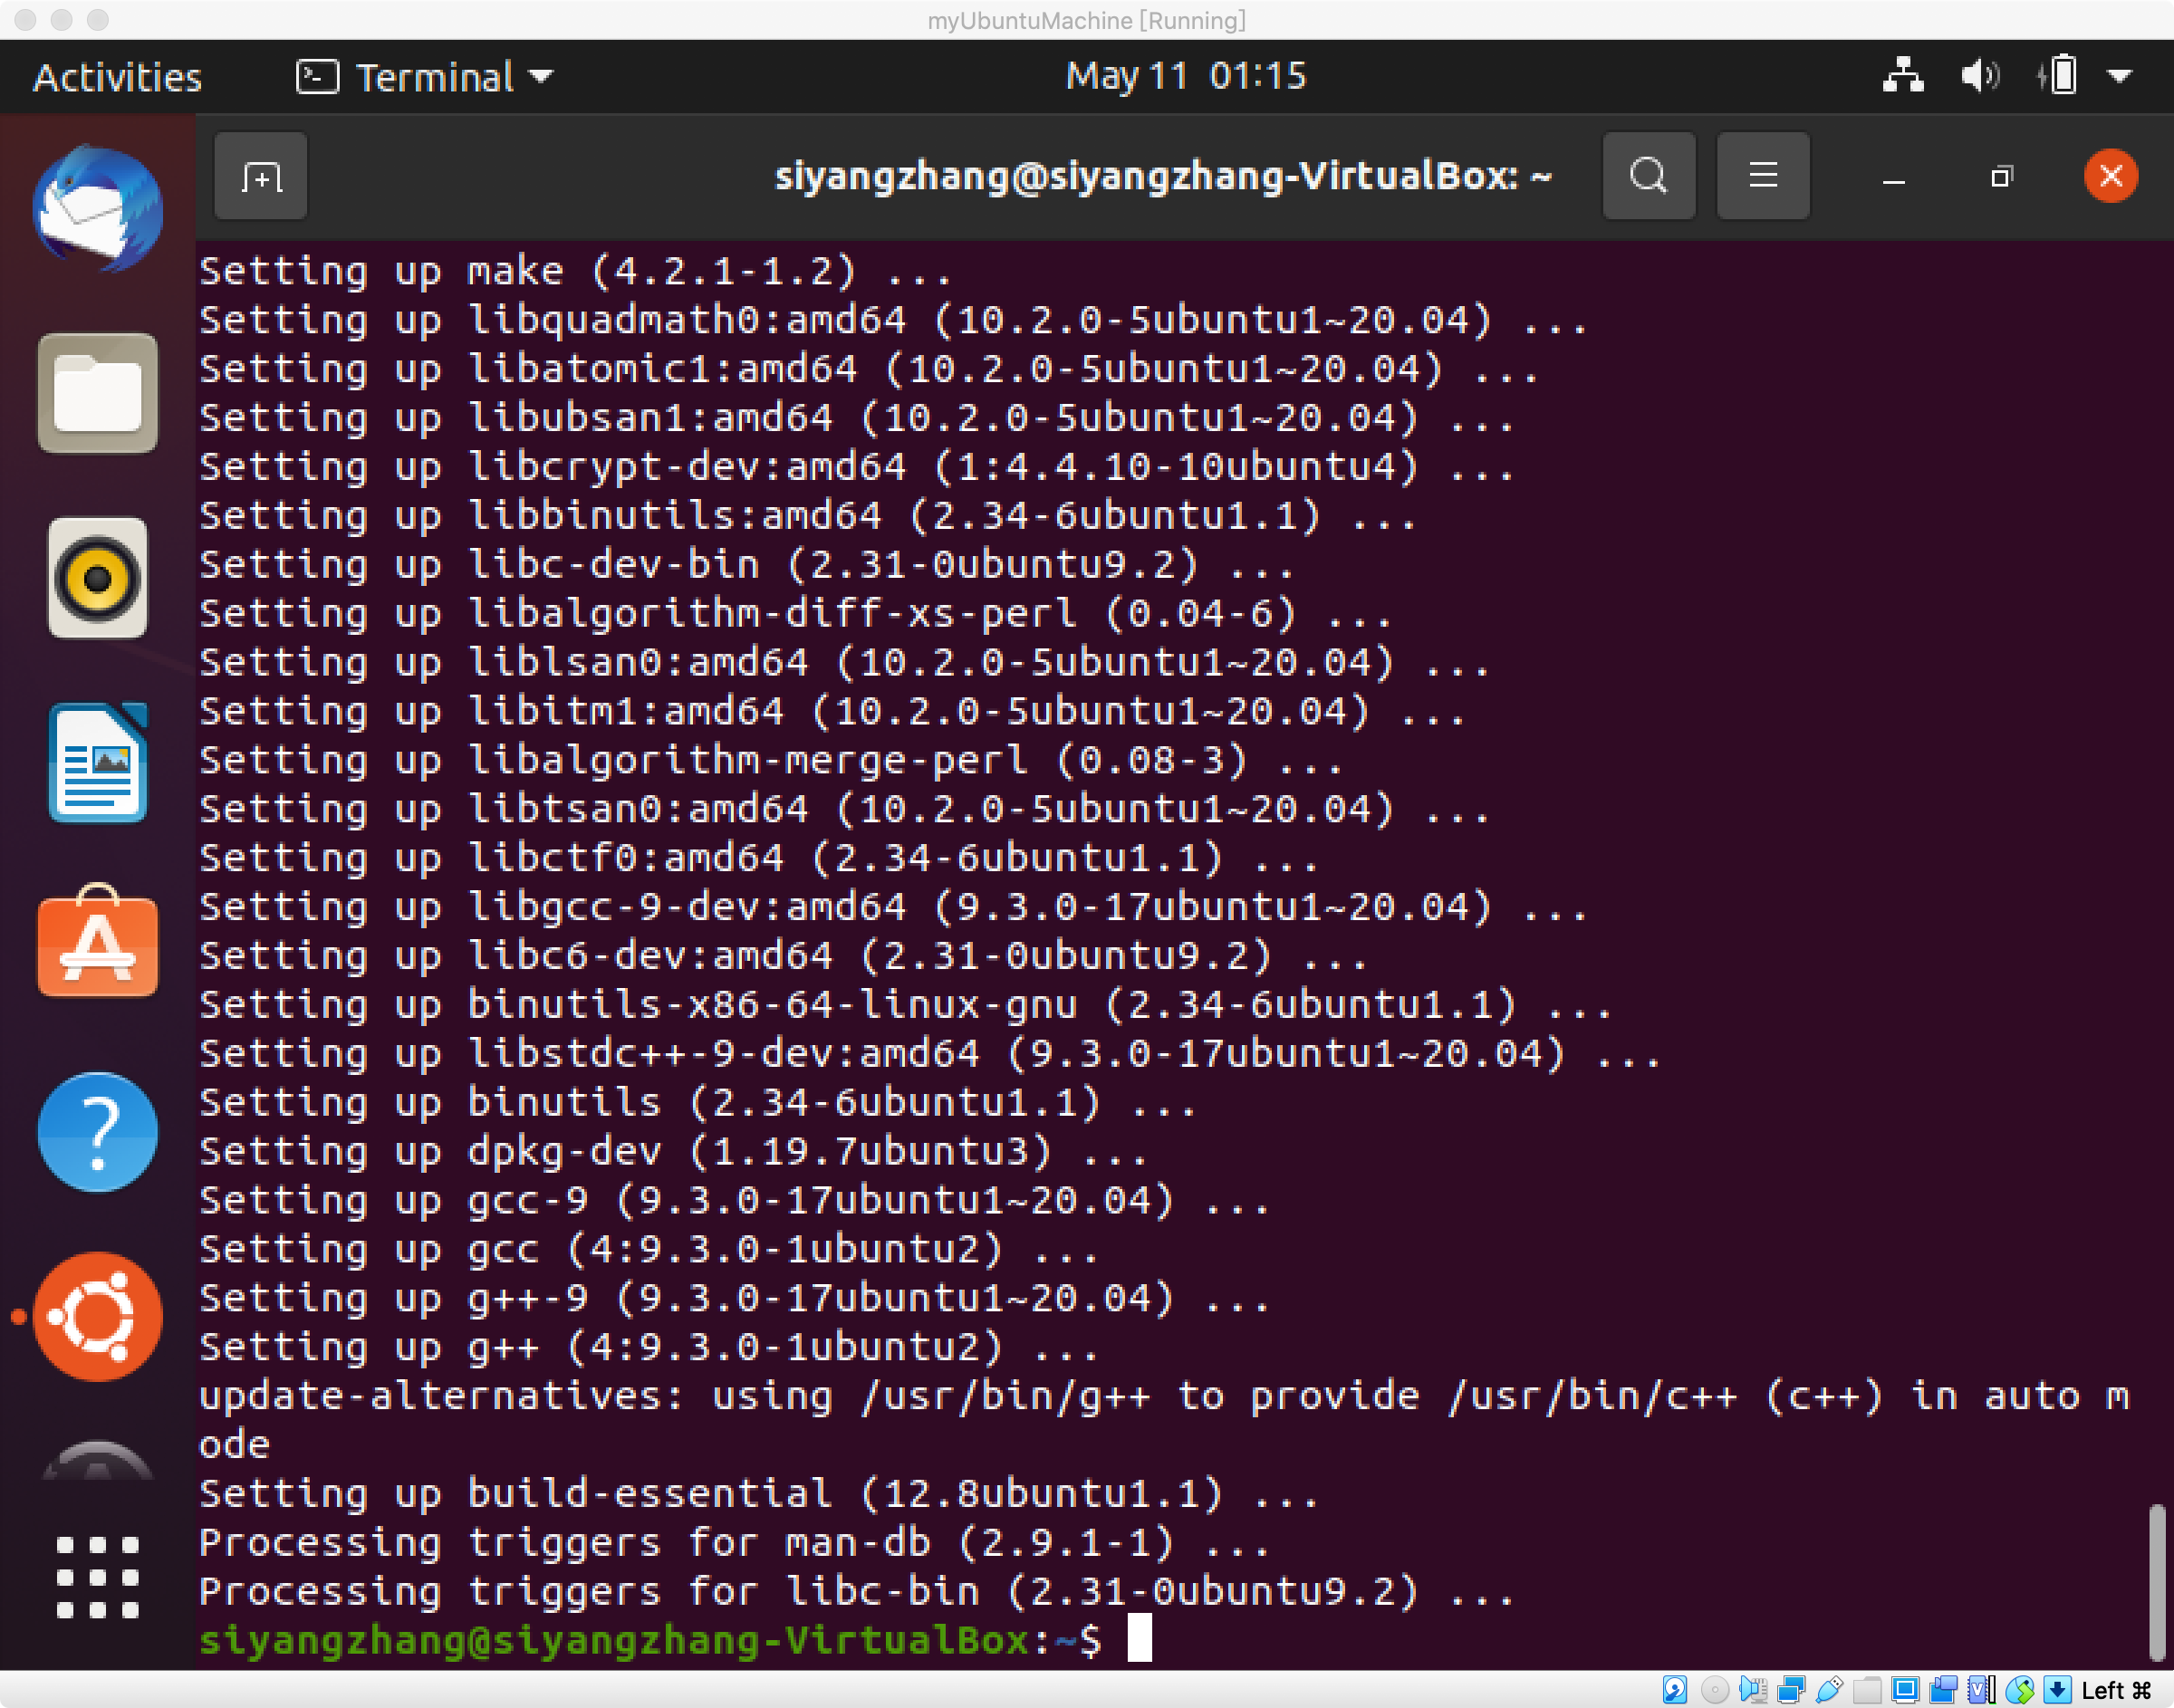 myUbuntuMachine [Running]
Activities Terminal May 11 01:15
siyangzhang@siyangzhang-VirtualBox: ~
Setting up make (4.2.1-1.2) ...
Setting up libquadmath0:amd64 (10.2.0-5ubuntu1~20.04) ...
Setting up libatomic1:amd64 (10.2.0-5ubuntu1~20.04) ...
Setting up libubsan1:amd64 (10.2.0-5ubuntu1~20.04) ...
Setting up libcrypt-dev:amd64 (1:4.4.10-10ubuntu4) ...
Setting up libbinutils:amd64 (2.34-6ubuntu1.1) ...
Setting up libc-dev-bin (2.31-0ubuntu9.2) ...
Setting up libalgorithm-diff-xs-perl (0.04-6) ...
Setting up liblsan0:amd64 (10.2.0-5ubuntu1~20.04) ...
Setting up libitm1:amd64 (10.2.0-5ubuntu1~20.04) ...
Setting up libalgorithm-merge-perl (0.08-3) ...
Setting up libtsan0:amd64 (10.2.0-5ubuntu1~20.04) ...
Setting up libctf0:amd64 (2.34-6ubuntu1.1) ...
Setting up libgcc-9-dev:amd64 (9.3.0-17ubuntu1~20.04) ...
Setting up libc6-dev:amd64 (2.31-0ubuntu9.2) ...
Setting up binutils-x86-64-linux-gnu (2.34-6ubuntu1.1) ...
Setting up libstdc++-9-dev:amd64 (9.3.0-17ubuntu1~20.04) ...
Setting up binutils (2.34-6ubuntu1.1) ...
Setting up dpkg-dev (1.19.7ubuntu3) ...
Setting up gcc-9 (9.3.0-17ubuntu1~20.04) ...
Setting up gcc (4:9.3.0-1ubuntu2) ...
Setting up g++-9 (9.3.0-17ubuntu1~20.04) ...
Setting up g++ (4:9.3.0-1ubuntu2) ...
update-alternatives: using /usr/bin/g++ to provide /usr/bin/c++ (c++) in auto m
ode
Setting up build-essential (12.8ubuntu1.1) ...
Processing triggers for man-db (2.9.1-1) ...
Processing triggers for libc-bin (2.31-0ubuntu9.2) ...
siyangzhang@siyangzhang-VirtualBox:~$
Left ⌘